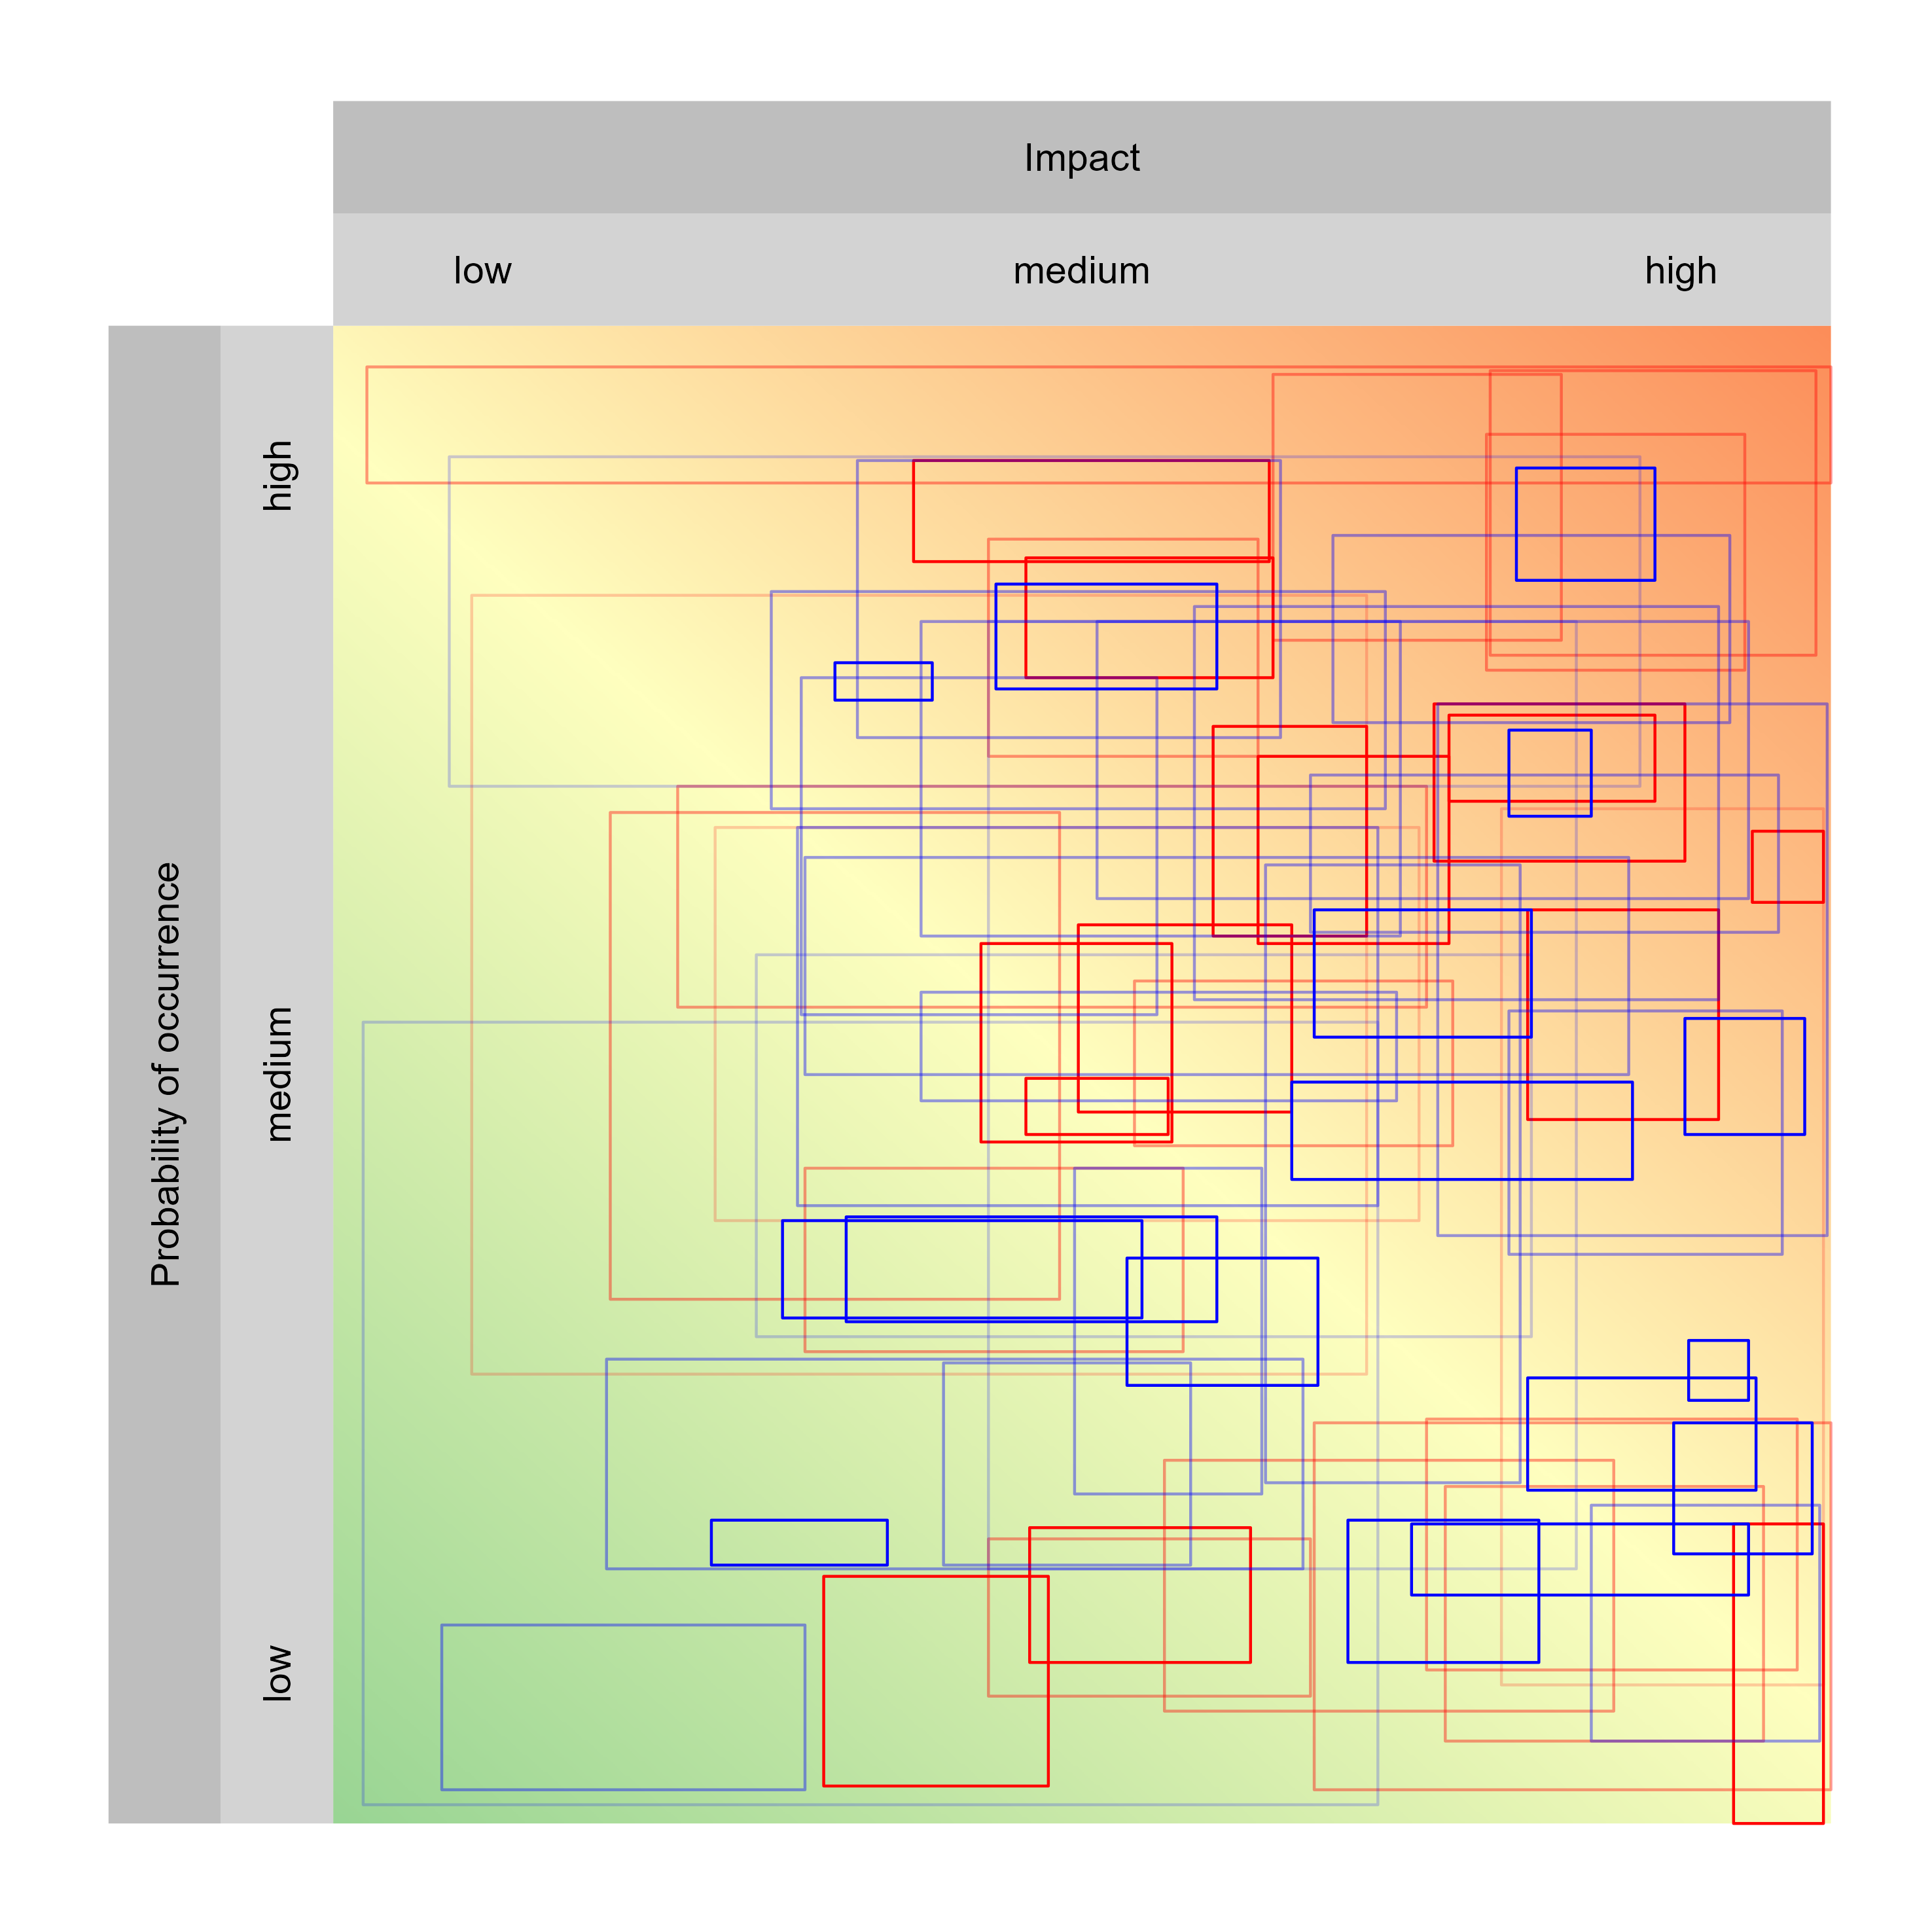 Impact
low medium high
Probability of occurrence
high
medium
low